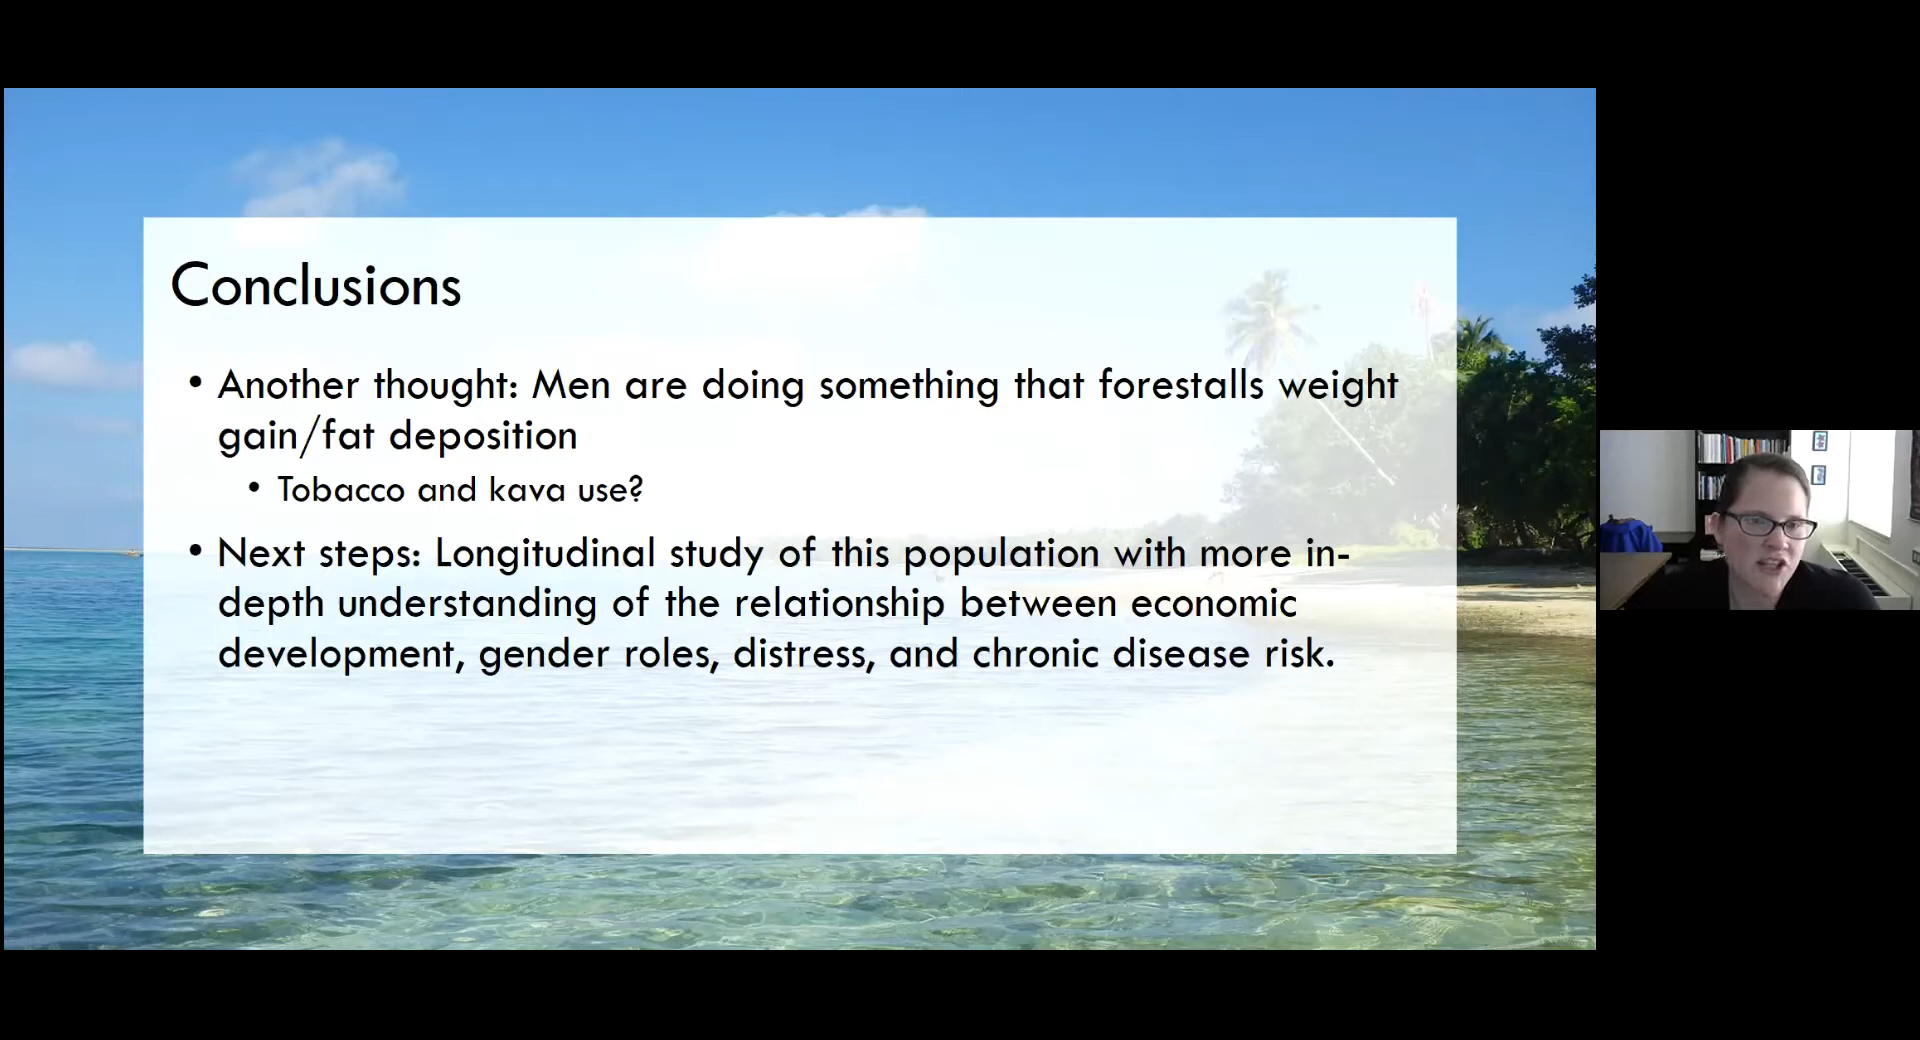 Conclusions
• Another thought: Men are doing something that forestalls weight
gain/fat deposition
• Tobacco and kava use?
• Next steps: Longitudinal study of this population with more in-
depth understanding of the relationship between economic
development, gender roles, distress, and chronic disease risk.